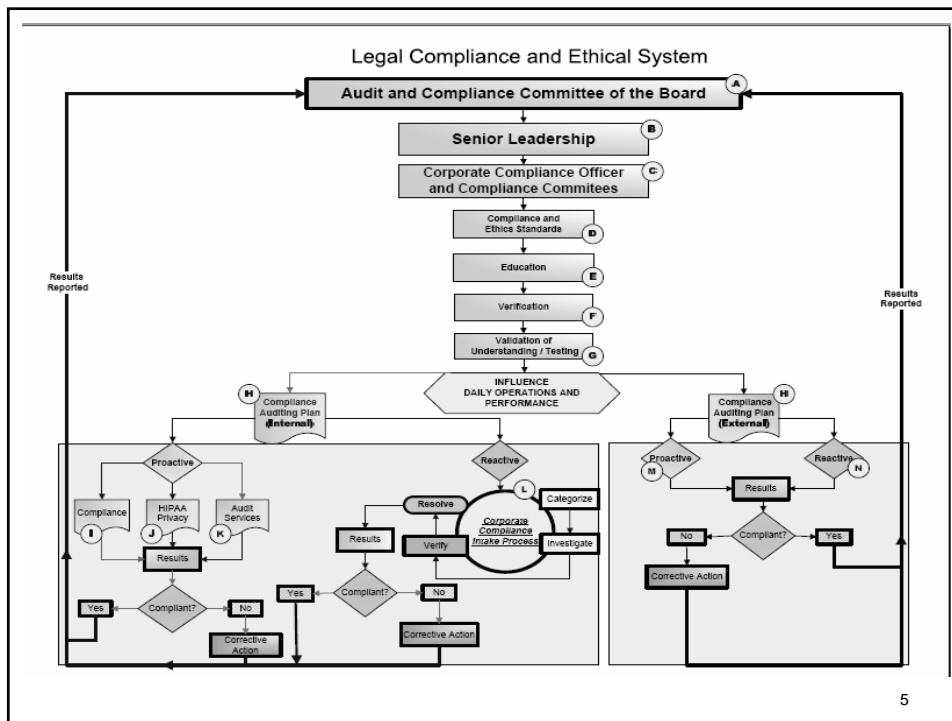 Legal Compliance and Ethical System
Audit and Compliance Committee of the Board
A
Senior Leadership
B
Corporate Compliance Officer
and Compliance Commitees
C
Compliance and
Ethics Standards
D
Education
E
Verification
F
Validation of
Understanding / Testing
G
Results
Reported
Results
Reported
INFLUENCE
DAILY OPERATIONS AND
PERFORMANCE
H
Compliance
Auditing Plan
(Internal)
H
Compliance
Auditing Plan
(External)
Proactive
Compliance
I
HIPAA
Privacy
J
Audit
Services
K
Results
Compliant?
Yes
No
Corrective
Action
Reactive
L
Corporate
Compliance
Intake Process
Categorize
Investigate
Verify
Resolve
Results
Compliant?
Yes
No
Corrective Action
Proactive
M
Reactive
N
Results
Compliant?
No
Yes
Corrective Action
5